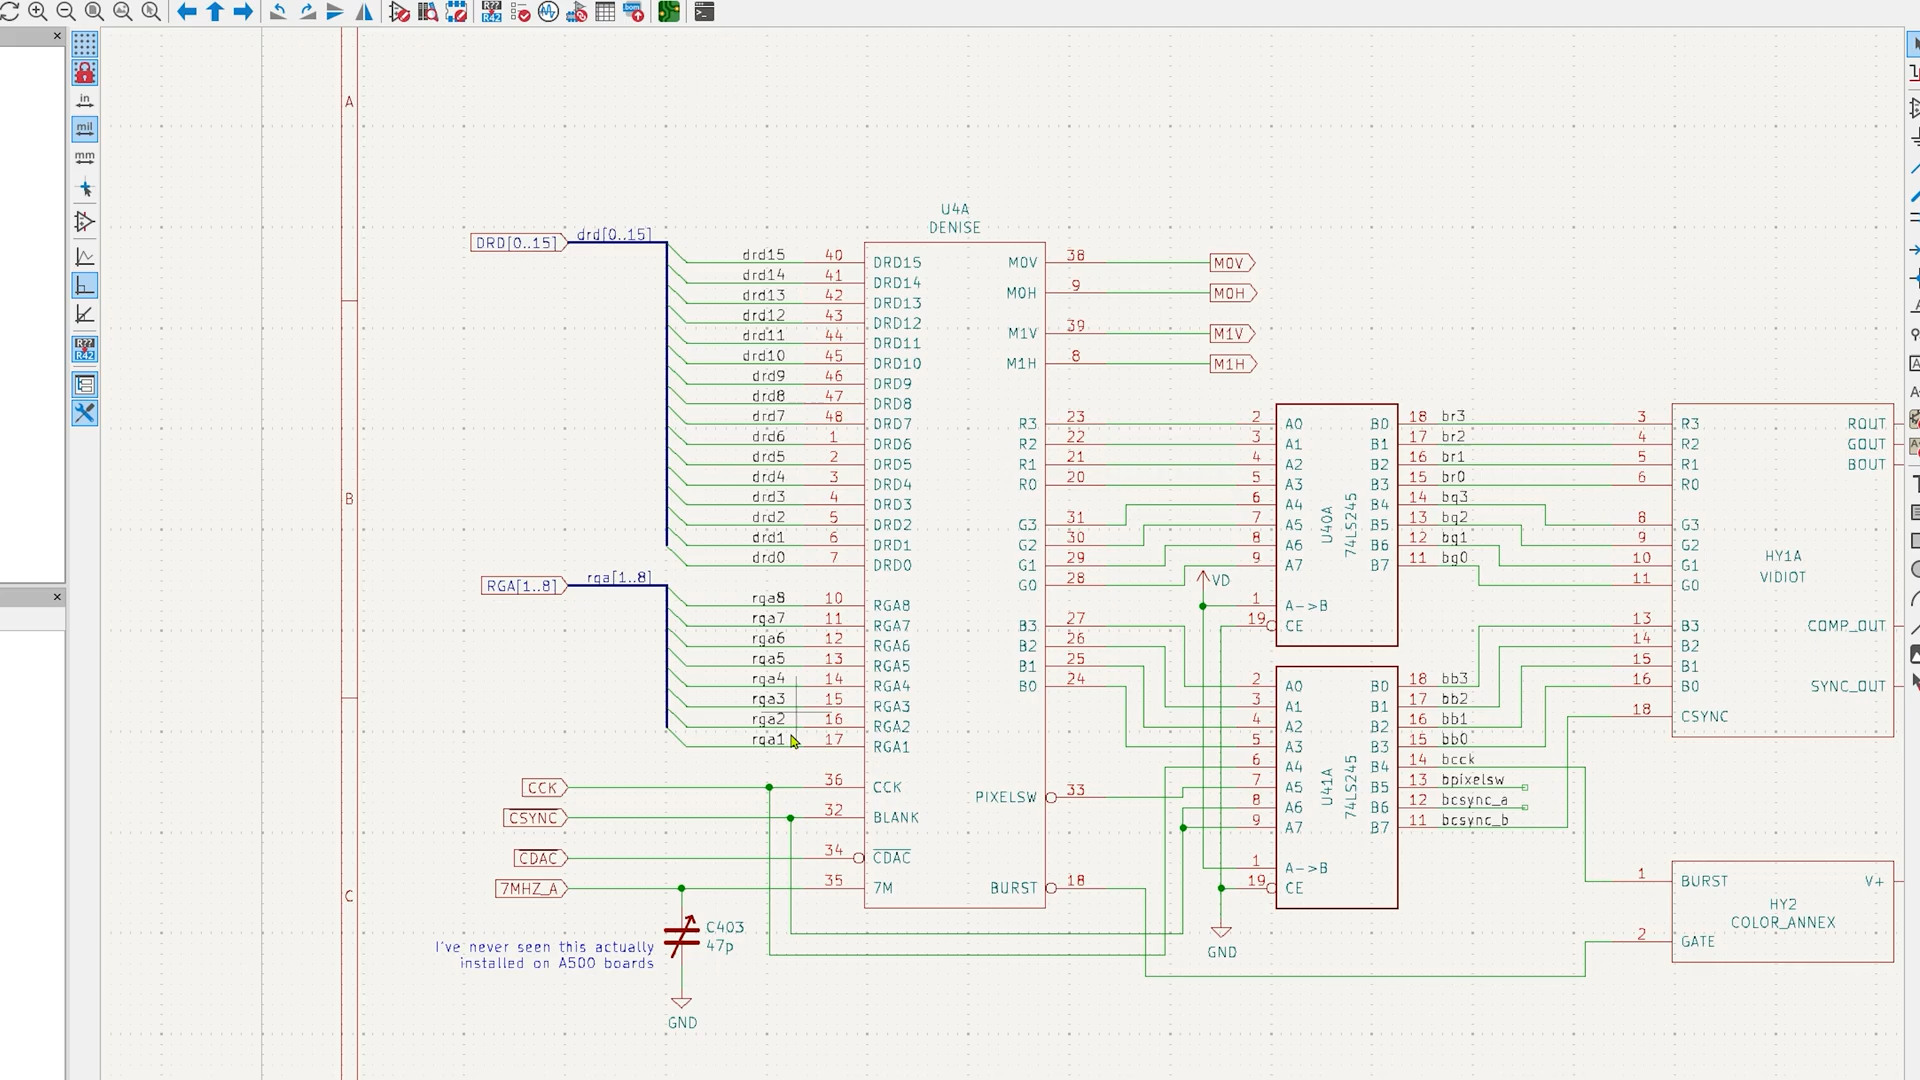 in
mil
mm
R??
R42
A
B
C
U4A
DENISE
DRD[0..15]
drd[0..15]
drd15 40 DRD15
drd14 41 DRD14
drd13 42 DRD13
drd12 43 DRD12
drd11 44 DRD11
drd10 45 DRD10
drd9 46 DRD9
drd8 47 DRD8
drd7 48 DRD7
drd6 1 DRD6
drd5 2 DRD5
drd4 3 DRD4
drd3 4 DRD3
drd2 5 DRD2
drd1 6 DRD1
drd0 7 DRD0
RGA[1..8]
rga[1..8]
rga8 10 RGA8
rga7 11 RGA7
rga6 12 RGA6
rga5 13 RGA5
rga4 14 RGA4
rga3 15 RGA3
rga2 16 RGA2
rga1 17 RGA1
CCK 36 CCK
CSYNC 32 BLANK
CDAC 34 CDAC
7MHZ_A 35 7M
C403
47p
I've never seen this actually
installed on A500 boards
GND
MOV 38 MOV
MOH 9 MOH
M1V 39 M1V
M1H 8 M1H
R3 23
R2 22
R1 21
R0 20
G3 31
G2 30
G1 29
G0 28
B3 27
B2 26
B1 25
B0 24
PIXELSW 33
BURST 18
VD
GND
2 A0 B0 18 br3
3 A1 B1 17 br2
4 A2 B2 16 br1
5 A3 B3 15 br0
6 A4 B4 14 bg3
7 A5 B5 13 bg2
8 A6 B6 12 bg1
9 A7 B7 11 bg0
1 A->B
19 CE
U40A
74LS245
2 A0 B0 18 bb3
3 A1 B1 17 bb2
4 A2 B2 16 bb1
5 A3 B3 15 bb0
6 A4 B4 14 bcck
7 A5 B5 13 bpixelsw
8 A6 B6 12 bcsync_a
9 A7 B7 11 bcsync_b
1 A->B
19 CE
U41A
74LS245
3 R3 ROUT
4 R2 GOUT
5 R1 BOUT
6 R0
8 G3
9 G2
10 G1
11 G0
HY1A
VIDIOT
13 B3 COMP_OUT
14 B2
15 B1
16 B0 SYNC_OUT
18 CSYNC
1 BURST V+
HY2
COLOR_ANNEX
2 GATE